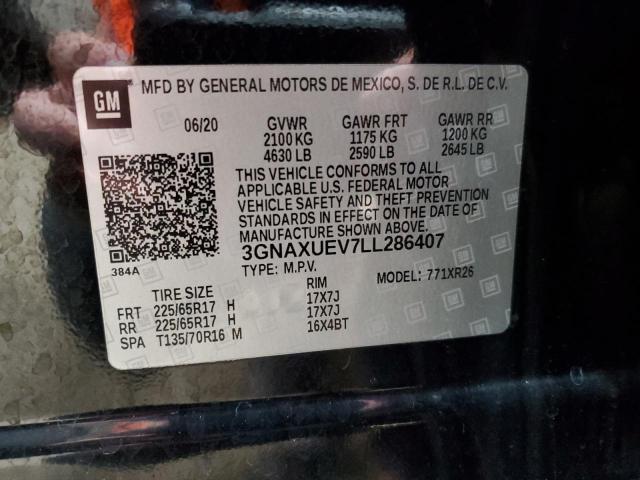 GM
MFD BY GENERAL MOTORS DE MEXICO, S. DE R.L. DE C.V.
06/20 GVWR GAWR FRT GAWR RR
2100 KG 1175 KG 1200 KG
4630 LB 2590 LB 2645 LB
THIS VEHICLE CONFORMS TO ALL
APPLICABLE U.S. FEDERAL MOTOR
VEHICLE SAFETY AND THEFT PREVENTION
STANDARDS IN EFFECT ON THE DATE OF
MANUFACTURE SHOWN ABOVE.
384A
3GNAXUEV7LL286407
TYPE: M.P.V. MODEL: 771XR26
TIRE SIZE RIM
FRT 225/65R17 H 17X7J
RR 225/65R17 H 17X7J
SPA T135/70R16 M 16X4BT